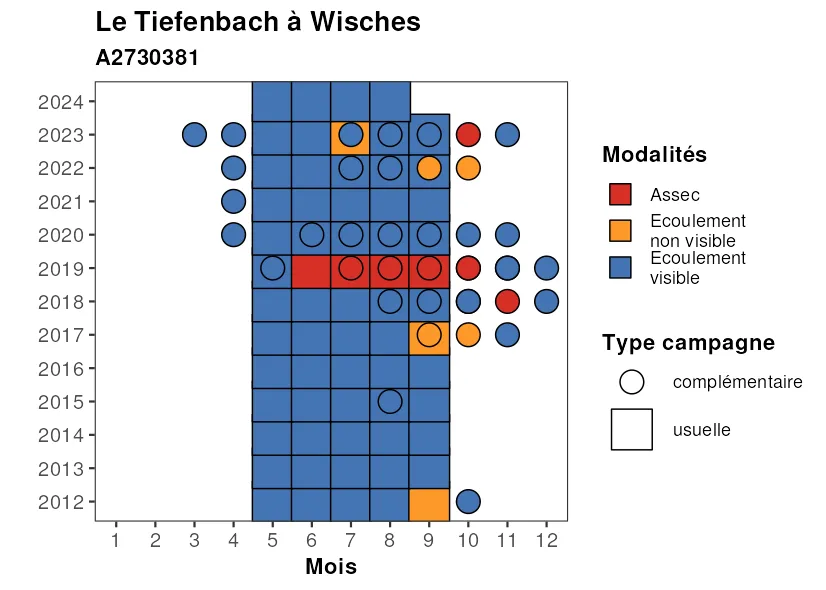 Le Tiefenbach à Wisches
A2730381
2024
2023
2022
2021
2020
2019
2018
2017
2016
2015
2014
2013
2012
1 2 3 4 5 6 7 8 9 10 11 12
Mois
Modalités
Assec
Ecoulement
non visible
Ecoulement
visible
Type campagne
complémentaire
usuelle